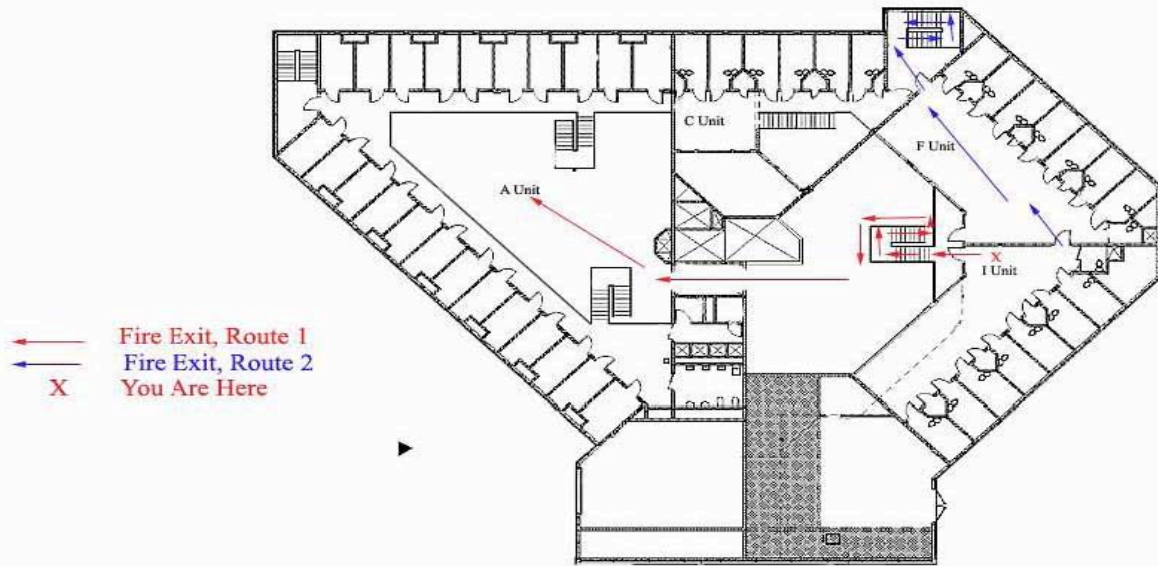 C Unit
F Unit
A Unit
X
I Unit
Fire Exit, Route 1
Fire Exit, Route 2
X You Are Here